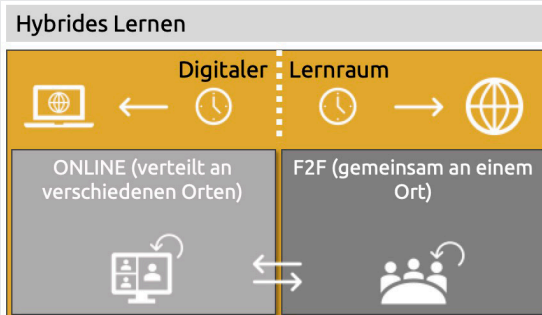 Hybrides Lernen
Digitaler Lernraum
ONLINE (verteilt an
verschiedenen Orten)
F2F (gemeinsam an einem
Ort)